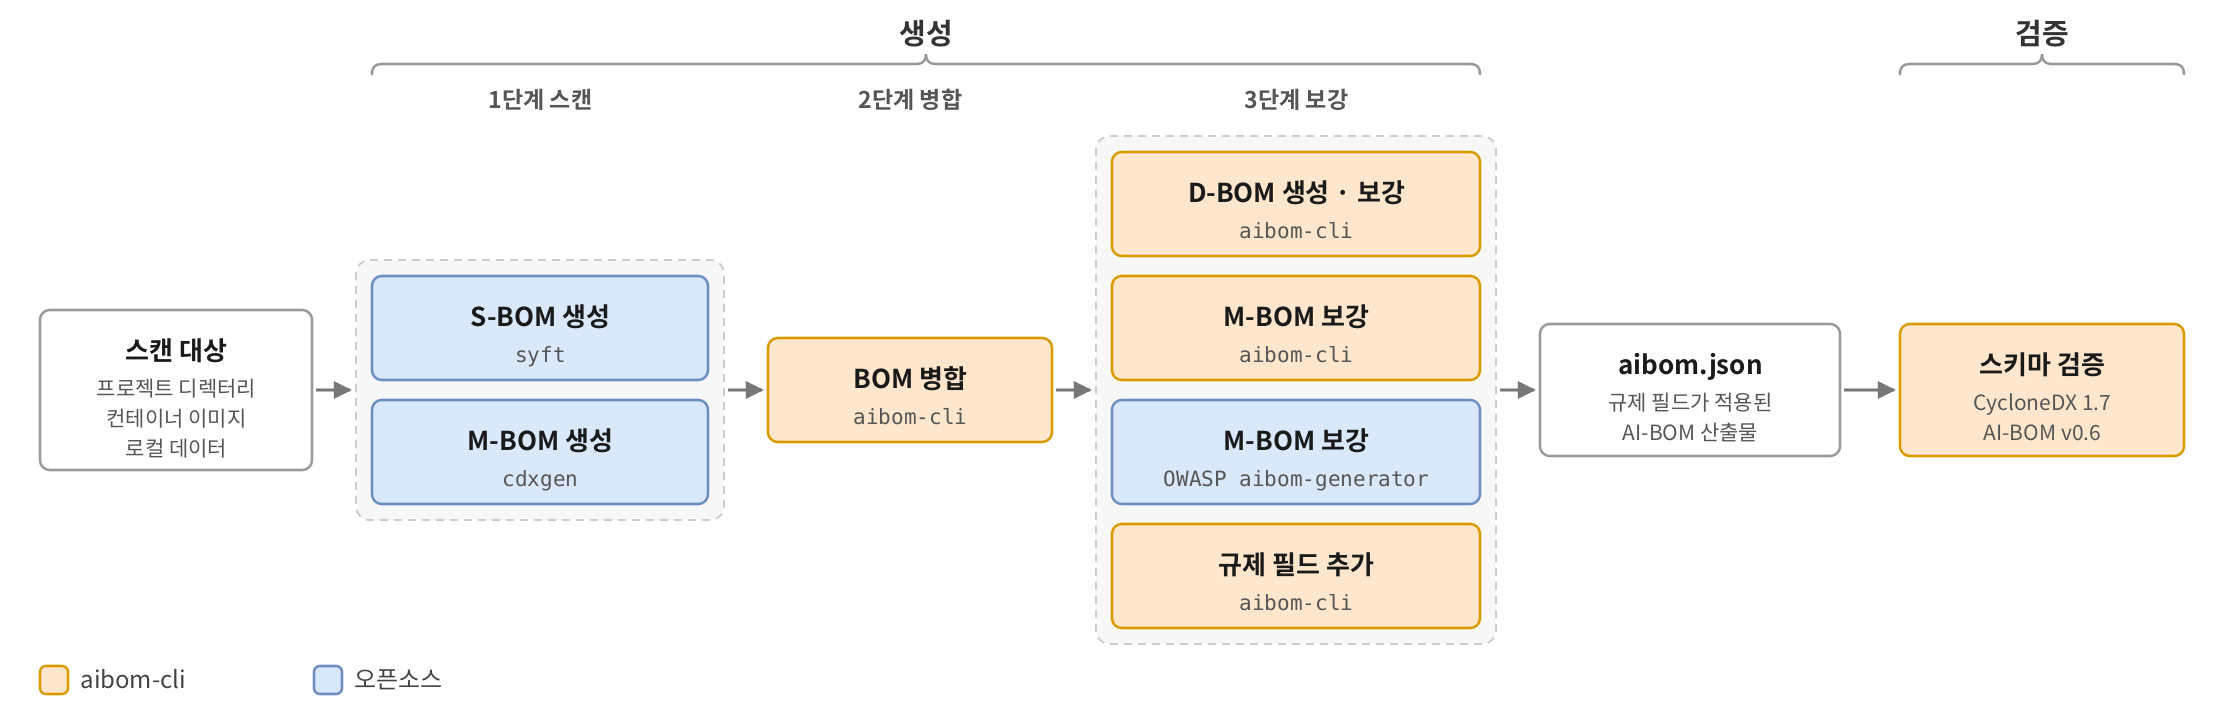 생성
검증
1단계 스캔
2단계 병합
3단계 보강
스캔 대상
프로젝트 디렉터리
컨테이너 이미지
로컬 데이터
S-BOM 생성
syft
M-BOM 생성
cdxgen
BOM 병합
aibom-cli
D-BOM 생성 · 보강
aibom-cli
M-BOM 보강
aibom-cli
M-BOM 보강
OWASP aibom-generator
규제 필드 추가
aibom-cli
aibom.json
규제 필드가 적용된
AI-BOM 산출물
스키마 검증
CycloneDX 1.7
AI-BOM v0.6
aibom-cli
오픈소스